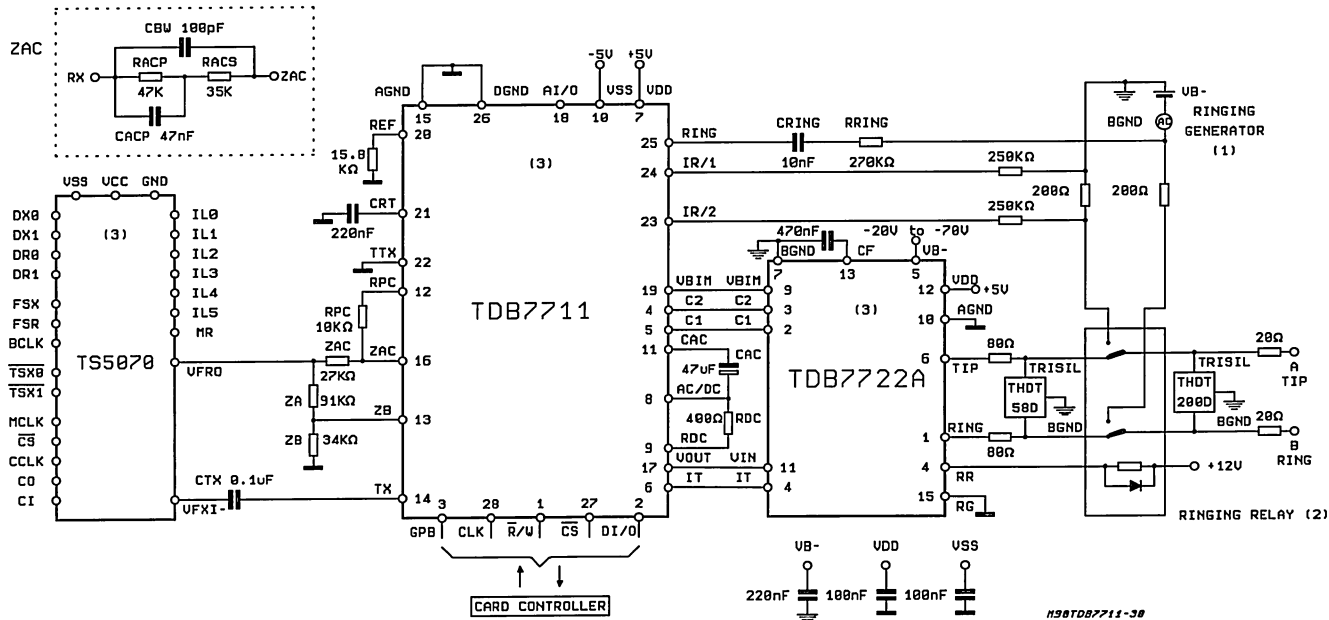 ZAC
CBW 100pF
RX
RACP
RACS
ZAC
47K
35K
CACP 47nF
-5V +5V
AGND
DGND
AI/O
VSS
VDD
15
26
18
10
7
REF
20
15.8
KΩ
(3)
CRT
21
220nF
TTX
22
RPC
12
RPC
10KΩ
TDB7711
ZAC
16
27KΩ
ZA
91KΩ
ZB
13
ZB
34KΩ
CTX 0.1uF
TX
14
VSS VCC GND
(3)
DX0
DX1
DR0
DR1
FSX
FSR
BCLK
TSX0
TSX1
MCLK
CS
CCLK
CO
CI
IL0
IL1
IL2
IL3
IL4
IL5
MR
TS5070
VFRO
VFXI-
3
28
1
27
2
GPB
CLK
R/W
CS
DI/O
CARD CONTROLLER
25
RING
CRING
10nF
RRING
270KΩ
24
IR/1
250KΩ
23
IR/2
250KΩ
200Ω
200Ω
BGND
VB-
AC
RINGING
GENERATOR
(1)
470nF
-20V to -70V
BGND
CF
VB-
7
13
5
19
VBIM
VBIM
9
4
C2
C2
3
5
C1
C1
2
11
CAC
CAC
47uF
8
AC/DC
400Ω
RDC
9
RDC
17
VOUT
VIN
11
6
IT
IT
4
(3)
TDB7722A
12
VDD
+5V
10
AGND
6
TIP
80Ω
TRISIL
THDT
58D
BGND
1
RING
80Ω
4
RR
15
RG
TRISIL
THDT
200D
BGND
20Ω
A
TIP
20Ω
B
RING
+12V
RINGING RELAY (2)
VB-
VDD
VSS
220nF
100nF
100nF
M98TDB7711-38